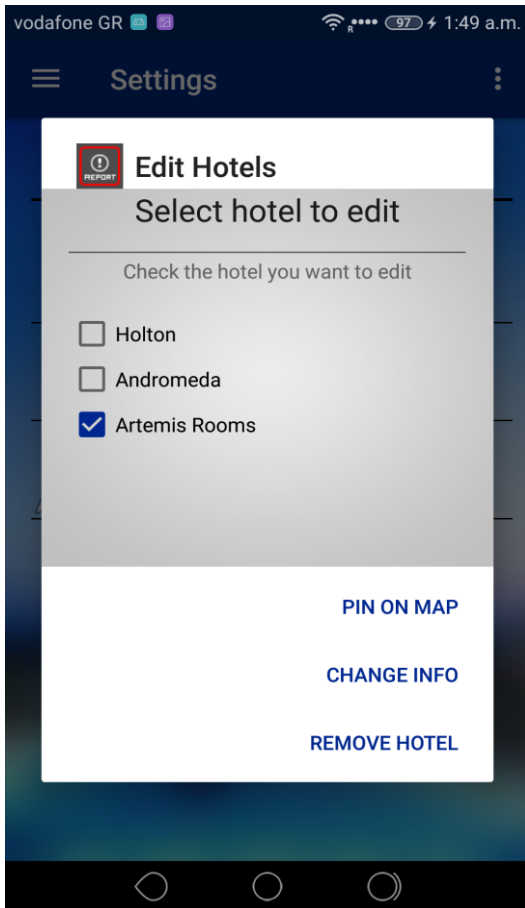 vodafone GR R 97 1:49 a.m.
Settings
REPORT Edit Hotels
Select hotel to edit
Check the hotel you want to edit
Holton
Andromeda
Artemis Rooms
PIN ON MAP
CHANGE INFO
REMOVE HOTEL